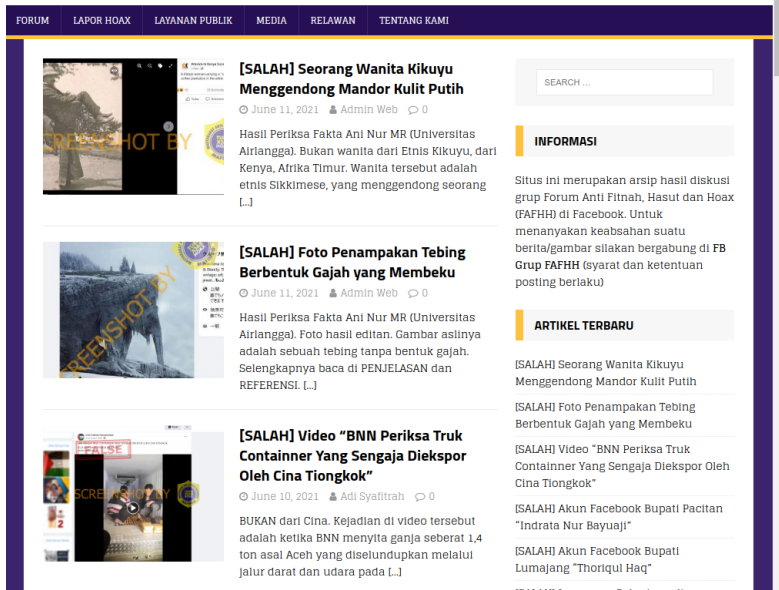 FORUM
LAPOR HOAX
LAYANAN PUBLIK
MEDIA
RELAWAN
TENTANG KAMI
[SALAH] Seorang Wanita Kikuyu
Menggendong Mandor Kulit Putih
June 11, 2021 Admin Web 0
Hasil Periksa Fakta Ani Nur MR (Universitas
Airlangga). Bukan wanita dari Etnis Kikuyu, dari
Kenya, Afrika Timur. Wanita tersebut adalah
etnis Sikkimese, yang menggendong seorang
[...]
SCREENSHOT BY
[SALAH] Foto Penampakan Tebing
Berbentuk Gajah yang Membeku
June 11, 2021 Admin Web 0
Hasil Periksa Fakta Ani Nur MR (Universitas
Airlangga). Foto hasil editan. Gambar aslinya
adalah sebuah tebing tanpa bentuk gajah.
Selengkapnya baca di PENJELASAN dan
REFERENSI. [...]
SCREENSHOT BY
[SALAH] Video “BNN Periksa Truk
Containner Yang Sengaja Diekspor
Oleh Cina Tiongkok”
June 10, 2021 Adi Syafitrah 0
BUKAN dari Cina. Kejadian di video tersebut
adalah ketika BNN menyita ganja seberat 1,4
ton asal Aceh yang diselundupkan melalui
jalur darat dan udara pada [...]
FALSE
SEARCH ...
INFORMASI
Situs ini merupakan arsip hasil diskusi
grup Forum Anti Fitnah, Hasut dan Hoax
(FAFHH) di Facebook. Untuk
menanyakan keabsahan suatu
berita/gambar silakan bergabung di FB
Grup FAFHH (syarat dan ketentuan
posting berlaku)
ARTIKEL TERBARU
[SALAH] Seorang Wanita Kikuyu
Menggendong Mandor Kulit Putih
[SALAH] Foto Penampakan Tebing
Berbentuk Gajah yang Membeku
[SALAH] Video “BNN Periksa Truk
Containner Yang Sengaja Diekspor Oleh
Cina Tiongkok”
[SALAH] Akun Facebook Bupati Pacitan
“Indrata Nur Bayuaji”
[SALAH] Akun Facebook Bupati
Lumajang “Thoriqul Haq”